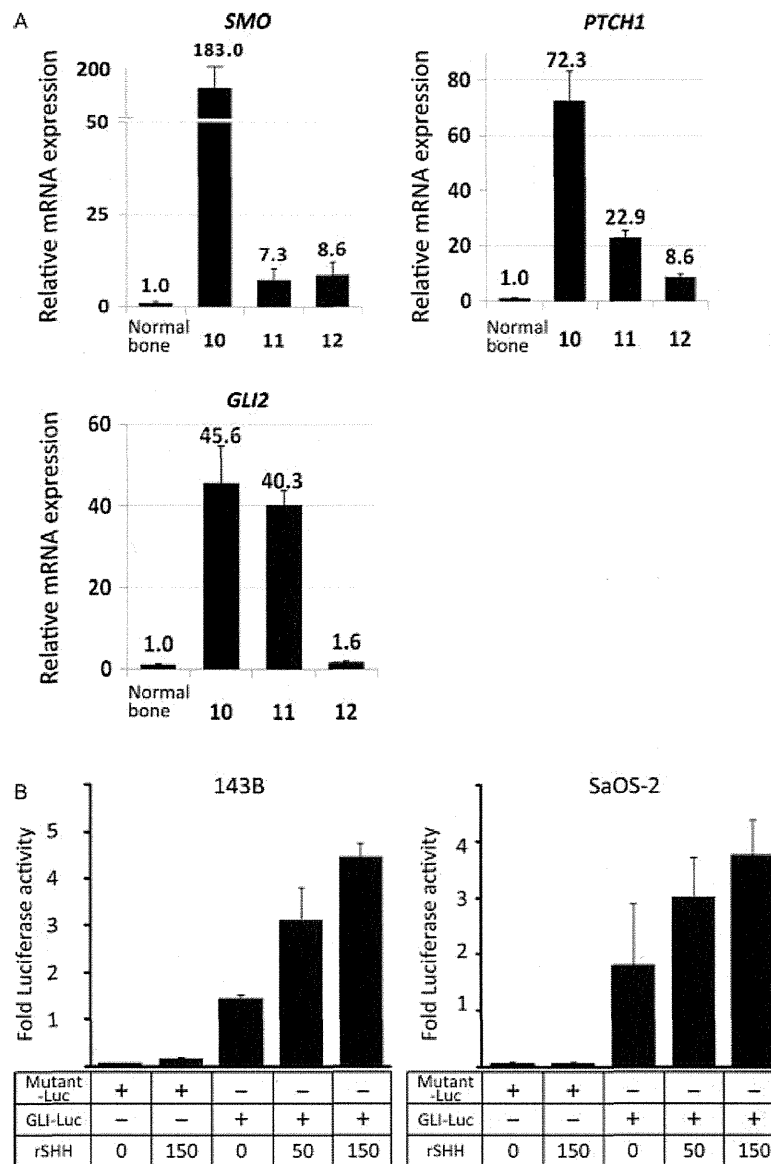 A
SMO
Relative mRNA expression
200
50
25
0
183.0
1.0
7.3
8.6
Normal bone
10
11
12
PTCH1
Relative mRNA expression
80
60
40
20
0
72.3
1.0
22.9
8.6
Normal bone
10
11
12
GLI2
Relative mRNA expression
60
40
20
0
45.6
40.3
1.0
1.6
Normal bone
10
11
12
B
143B
Fold Luciferase activity
5
4
3
2
1
Mutant -Luc + + − − −
GLI-Luc − − + + +
rSHH 0 150 0 50 150
SaOS-2
Fold Luciferase activity
4
3
2
1
Mutant -Luc + + − − −
GLI-Luc − − + + +
rSHH 0 150 0 50 150